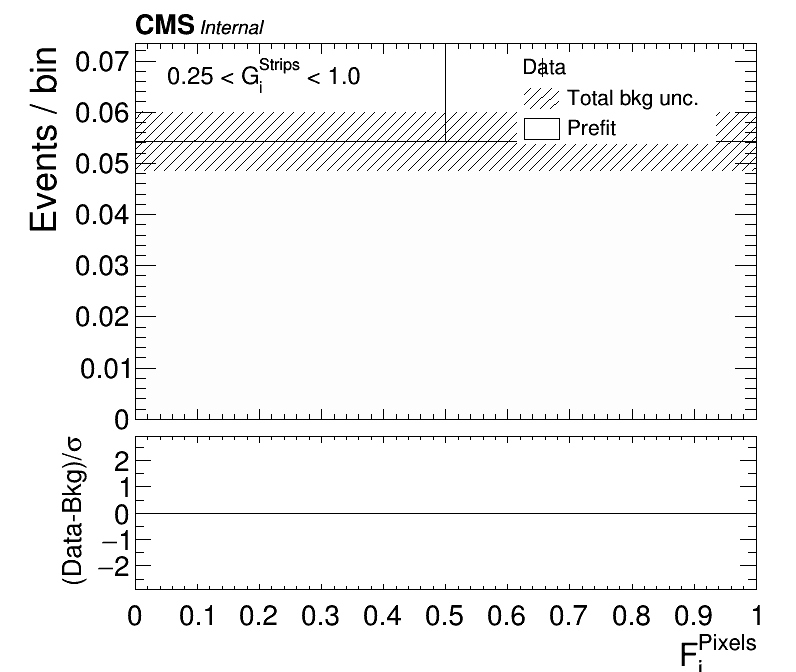 CMS Internal
Events / bin
0.25 < G_i^Strips < 1.0
Data
Total bkg unc.
Prefit
0.07
0.06
0.05
0.04
0.03
0.02
0.01
0
(Data-Bkg)/σ
2
1
0
−1
−2
0 0.1 0.2 0.3 0.4 0.5 0.6 0.7 0.8 0.9 1
F_i^Pixels